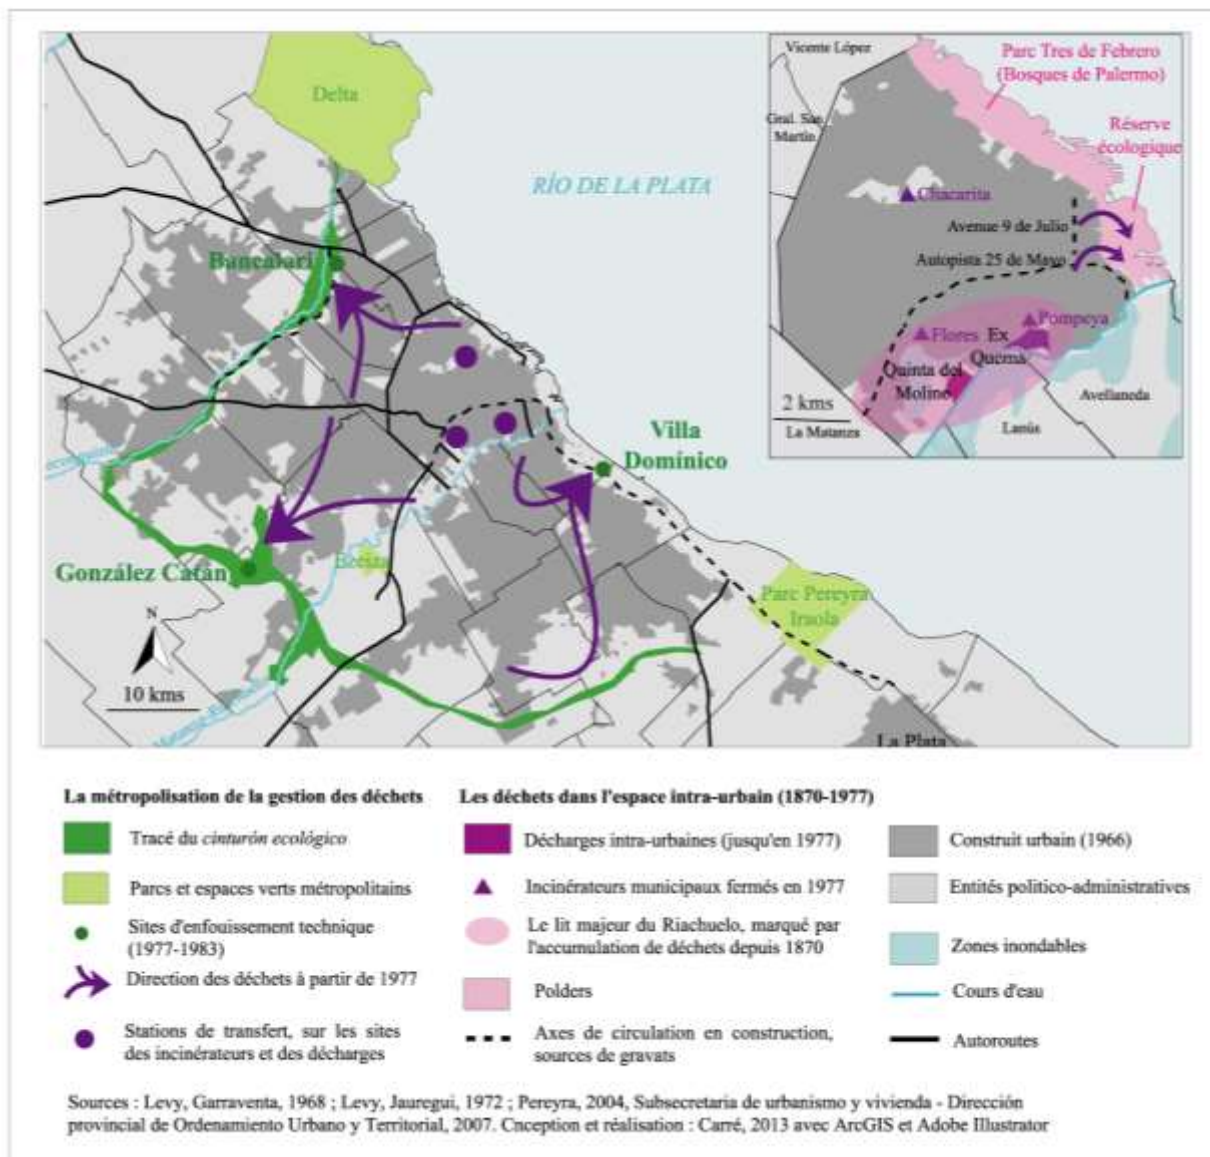 Delta
RÍO DE LA PLATA
Bancalari
Villa
Domínico
González Catán
Parc Pereyra
Iraola
La Plata
N
10 kms
Vicente López
Parc Tres de Febrero
(Bosques de Palermo)
Gral. San
Martín
Réserve
écologique
Chacarita
Avenue 9 de Julio
Autopista 25 de Mayo
Flores
Pompeya
Ex
Quema
Quinta del
Molino
2 kms
Avellaneda
La Matanza
Lanús
La métropolisation de la gestion des déchets
Tracé du cinturón ecológico
Parcs et espaces verts métropolitains
Sites d'enfouissement technique
(1977-1983)
Direction des déchets à partir de 1977
Stations de transfert, sur les sites
des incinérateurs et des décharges
Les déchets dans l'espace intra-urbain (1870-1977)
Décharges intra-urbaines (jusqu'en 1977)
Incinérateurs municipaux fermés en 1977
Le lit majeur du Riachuelo, marqué par
l'accumulation de déchets depuis 1870
Polders
Axes de circulation en construction,
sources de gravats
Construit urbain (1966)
Entités politico-administratives
Zones inondables
Cours d'eau
Autoroutes
Sources : Levy, Garraventa, 1968 ; Levy, Jauregui, 1972 ; Pereyra, 2004, Subsecretaria de urbanismo y vivienda - Dirección
provincial de Ordenamiento Urbano y Territorial, 2007. Cnception et réalisation : Carré, 2013 avec ArcGIS et Adobe Illustrator